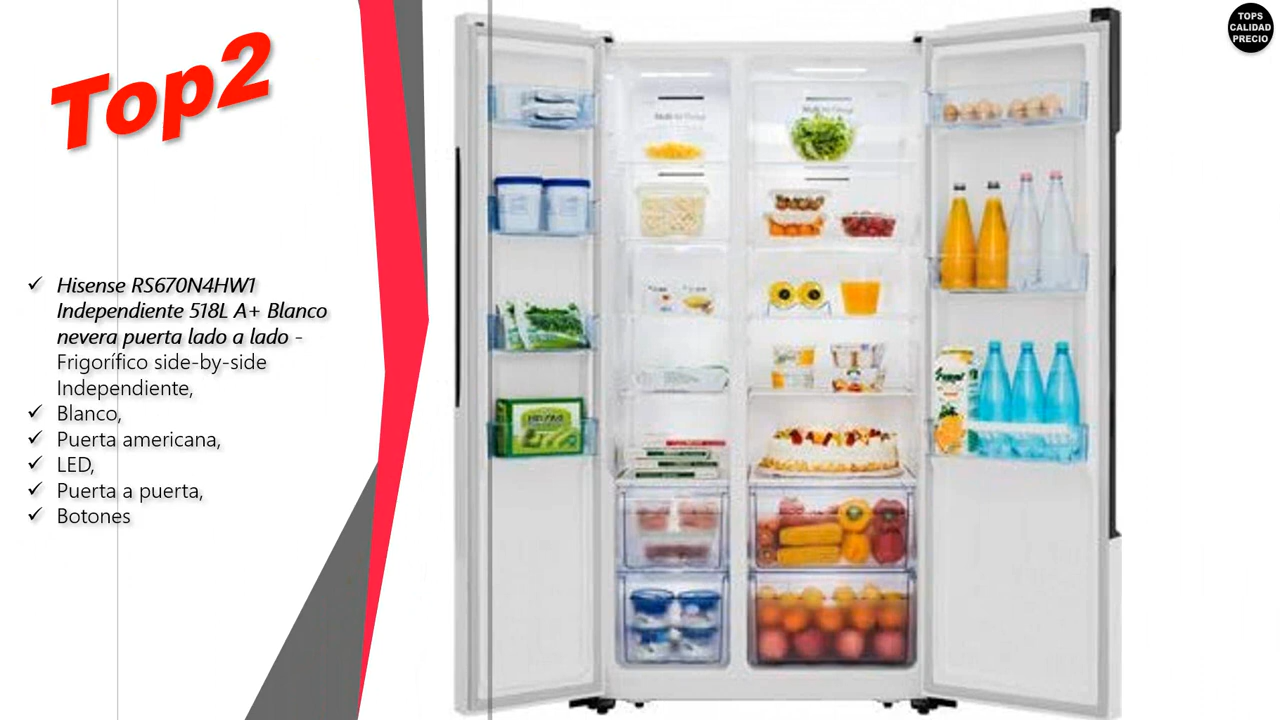 Top2
TOPS
CALIDAD
PRECIO
✓ Hisense RS670N4HW1
Independiente 518L A+ Blanco
nevera puerta lado a lado -
Frigorífico side-by-side
Independiente,
✓ Blanco,
✓ Puerta americana,
✓ LED,
✓ Puerta a puerta,
✓ Botones